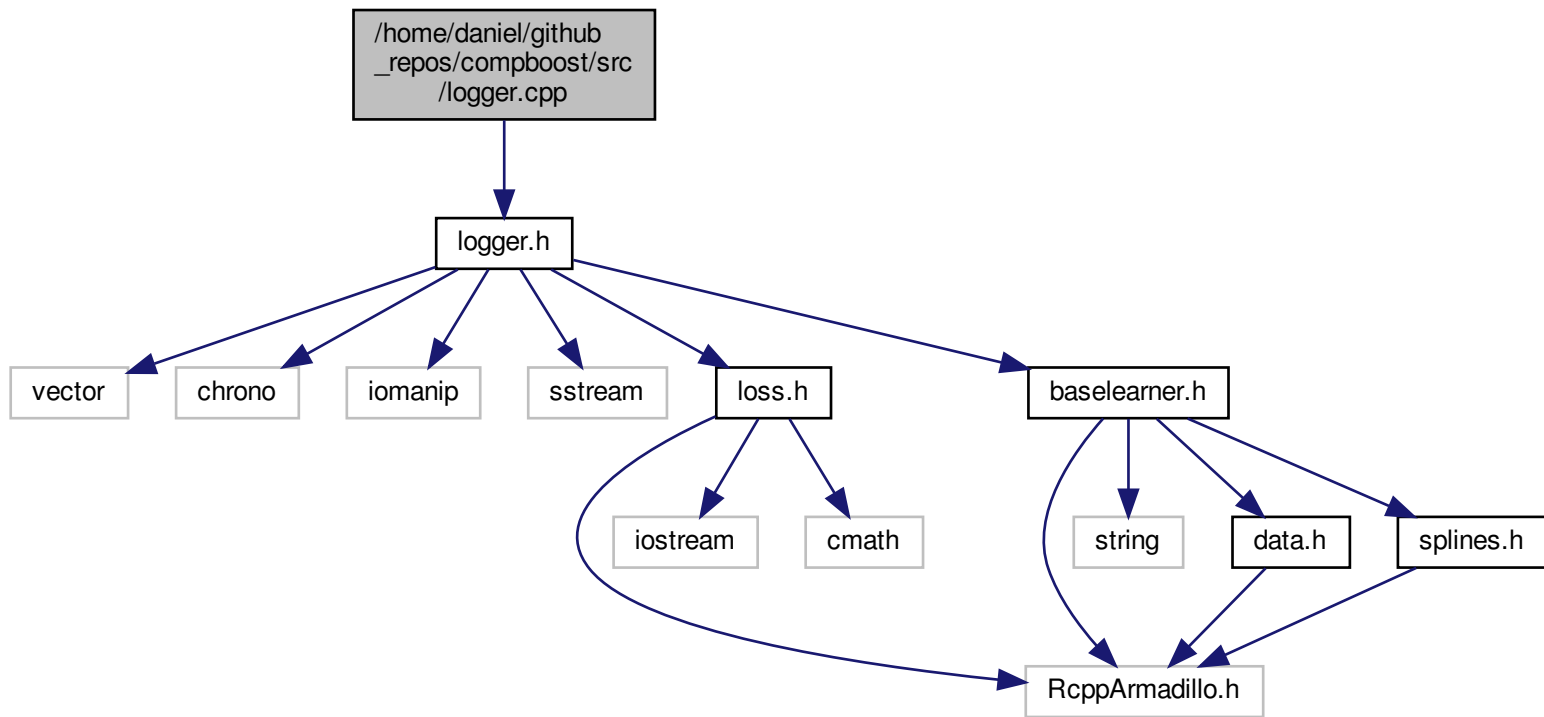 /home/daniel/github
_repos/compboost/src
/logger.cpp
logger.h
vector
chrono
iomanip
sstream
loss.h
baselearner.h
iostream
cmath
string
data.h
splines.h
RcppArmadillo.h